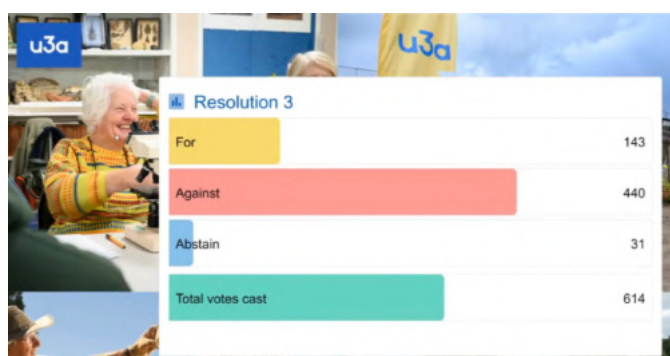 u3a
u3a
Resolution 3
For 143
Against 440
Abstain 31
Total votes cast 614